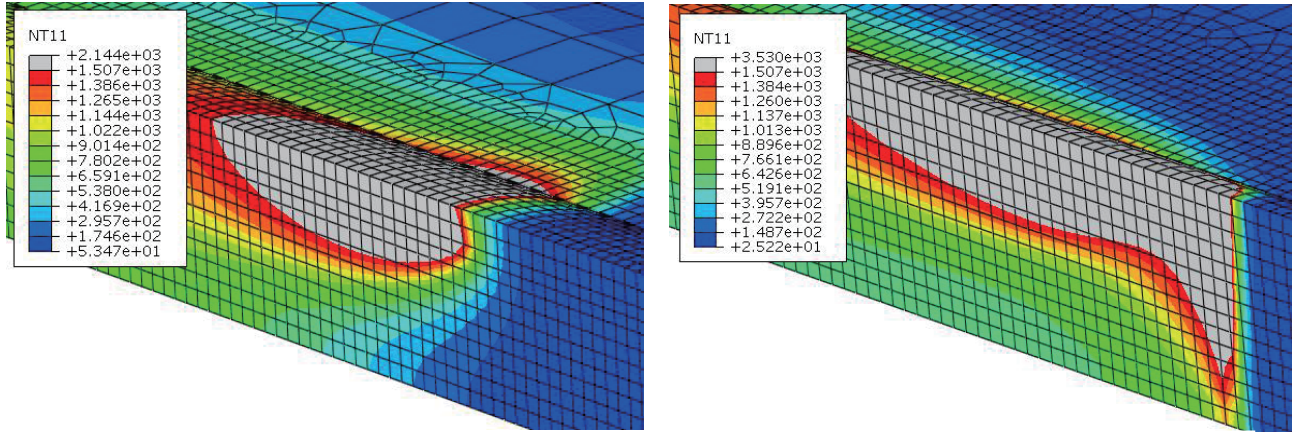 NT11
+2.144e+03
+1.507e+03
+1.386e+03
+1.265e+03
+1.144e+03
+1.022e+03
+9.014e+02
+7.802e+02
+6.591e+02
+5.380e+02
+4.169e+02
+2.957e+02
+1.746e+02
+5.347e+01
NT11
+3.530e+03
+1.507e+03
+1.384e+03
+1.260e+03
+1.137e+03
+1.013e+03
+8.896e+02
+7.661e+02
+6.426e+02
+5.191e+02
+3.957e+02
+2.722e+02
+1.487e+02
+2.522e+01